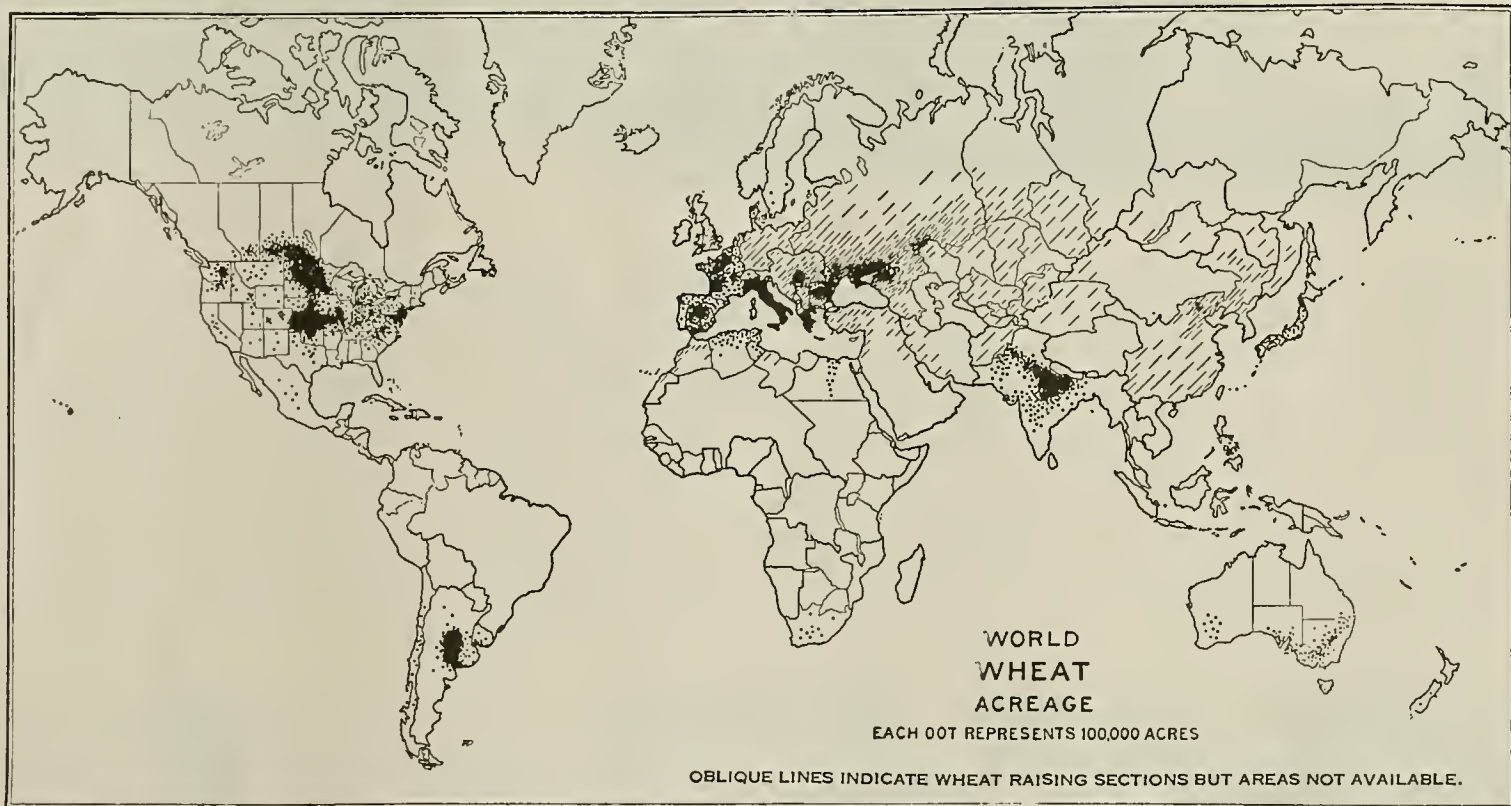 WORLD
WHEAT
ACREAGE
EACH DOT REPRESENTS 100,000 ACRES
OBLIQUE LINES INDICATE WHEAT RAISING SECTIONS BUT AREAS NOT AVAILABLE.